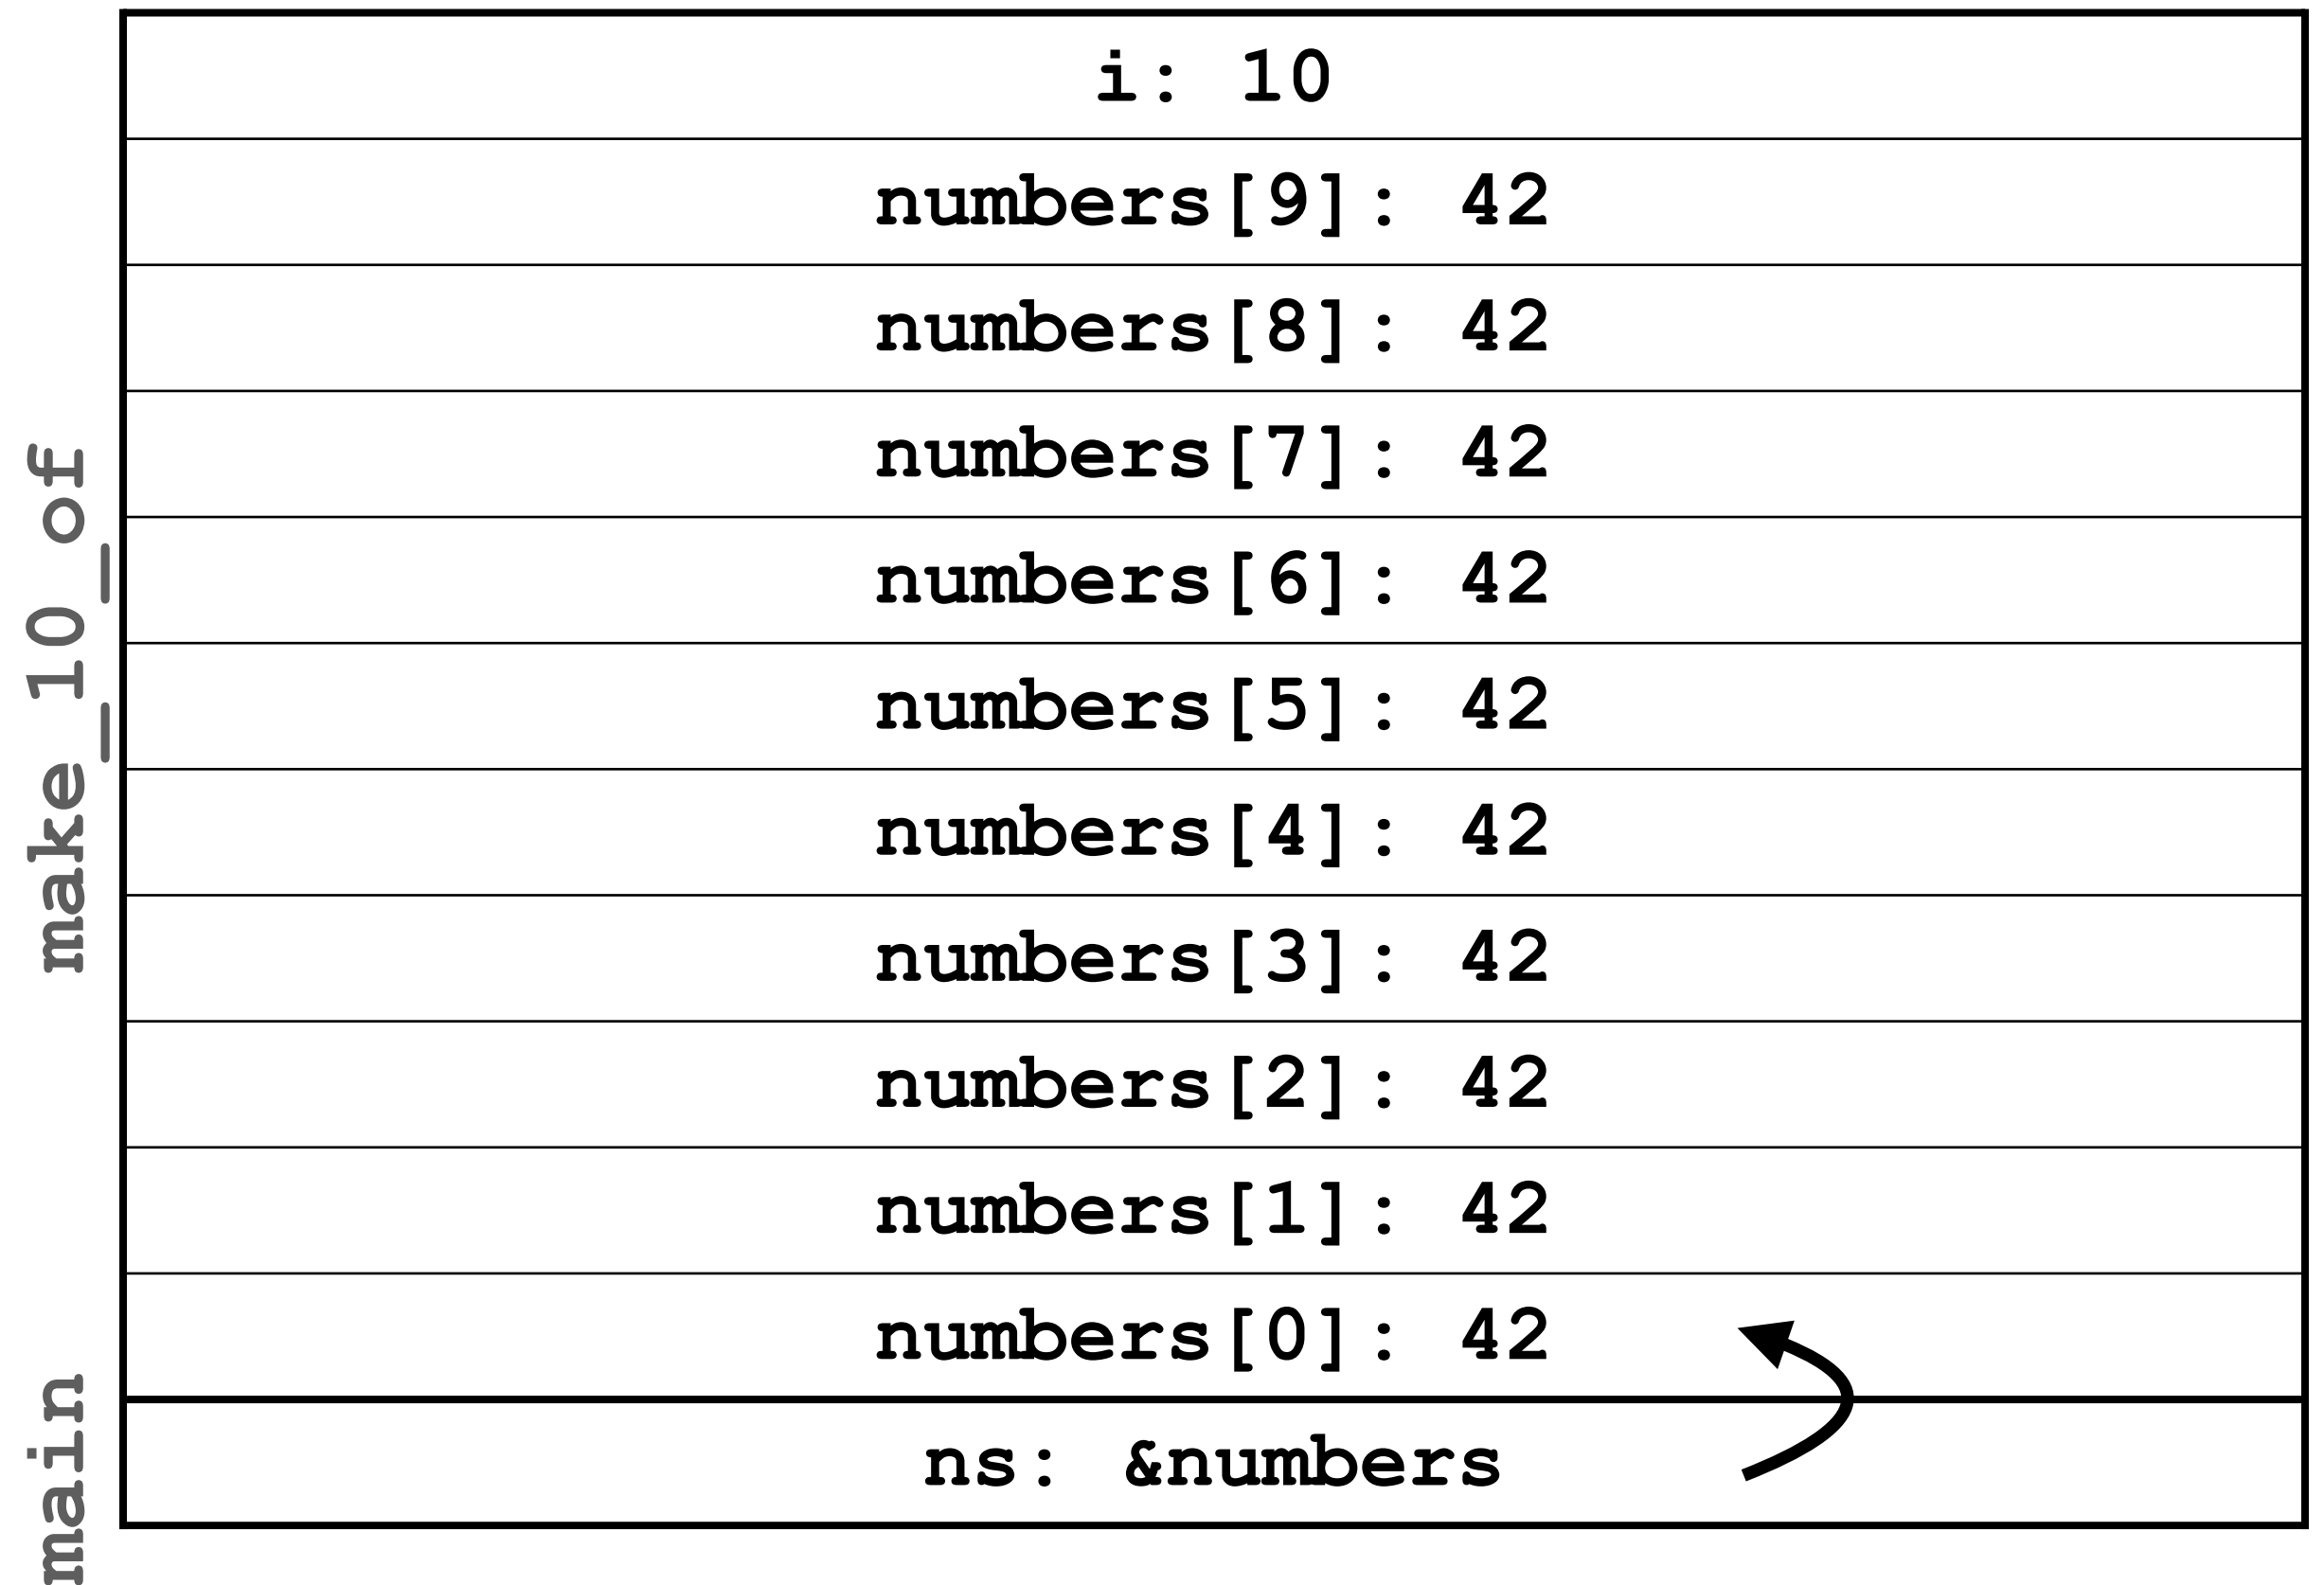 i: 10
numbers[9]: 42
numbers[8]: 42
numbers[7]: 42
numbers[6]: 42
numbers[5]: 42
numbers[4]: 42
numbers[3]: 42
numbers[2]: 42
numbers[1]: 42
numbers[0]: 42
ns: &numbers
make_10_of
main